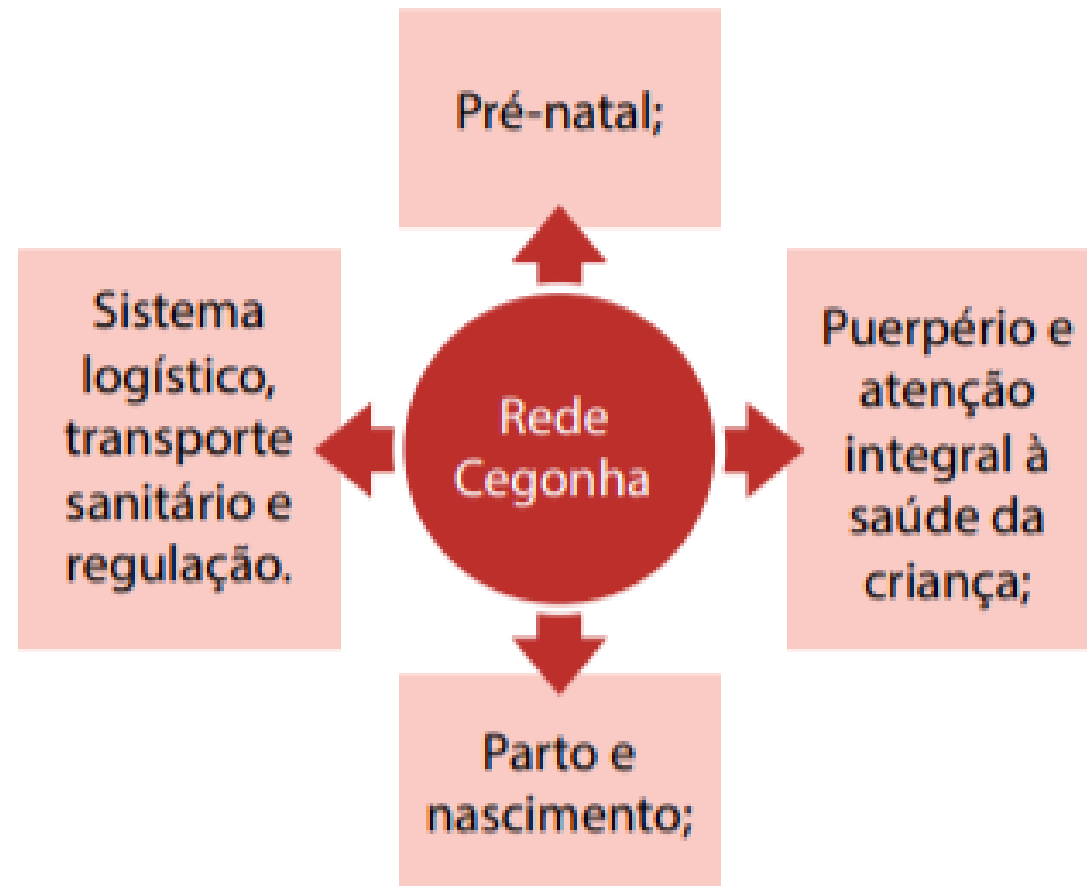 Pré-natal;
Sistema
logístico,
transporte
sanitário e
regulação.
Rede
Cegonha
Puerpério e
atenção
integral à
saúde da
criança;
Parto e
nascimento;